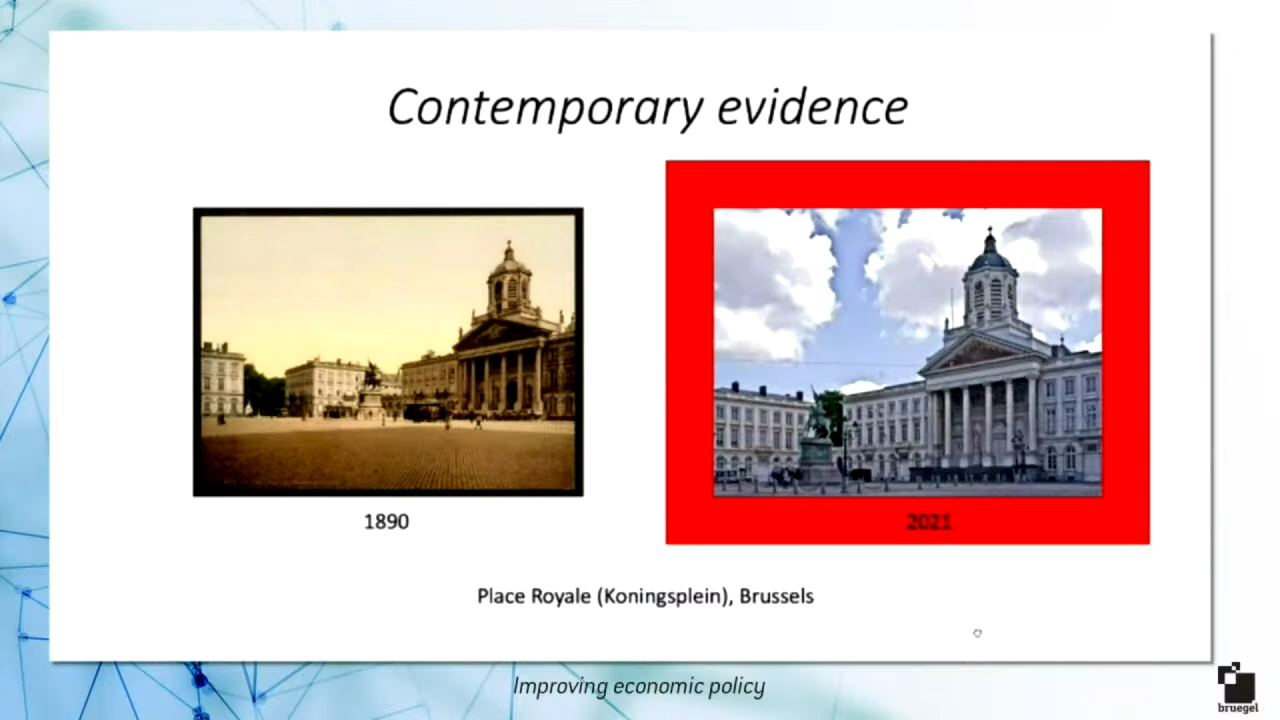 Contemporary evidence
1890
2021
Place Royale (Koningsplein), Brussels
Improving economic policy
bruegel